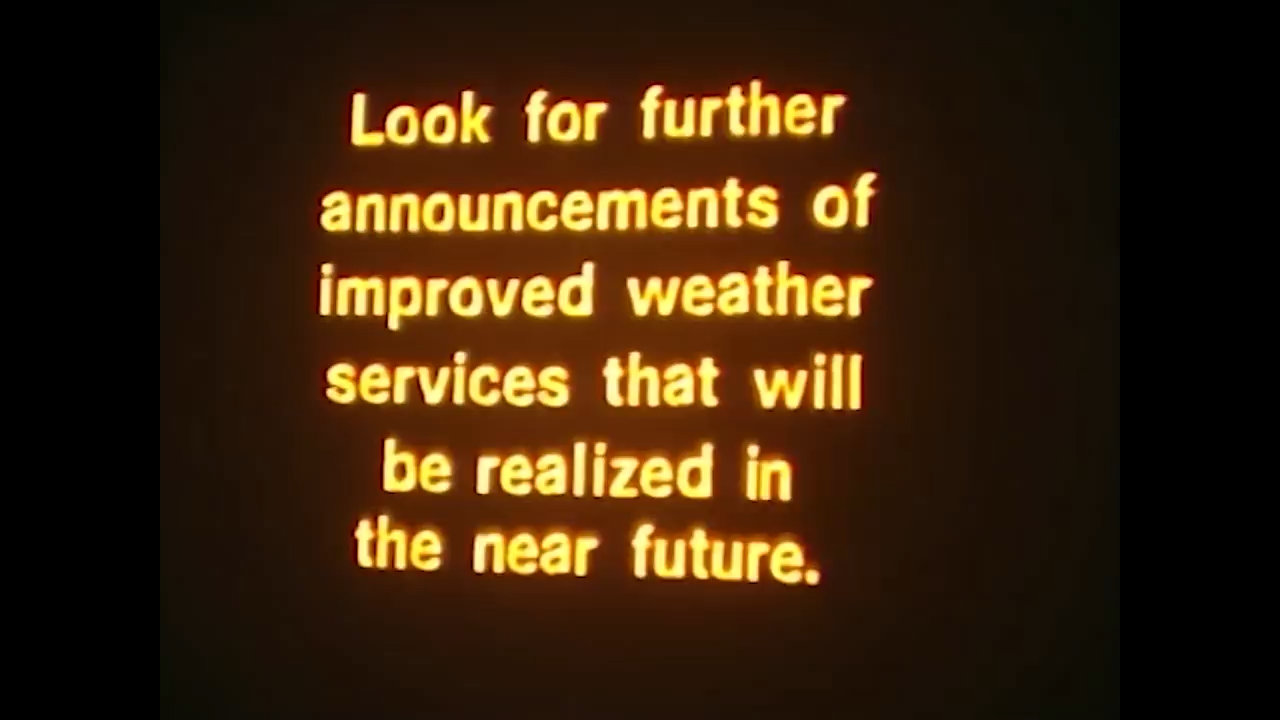 Look for further
announcements of
improved weather
services that will
be realized in
the near future.